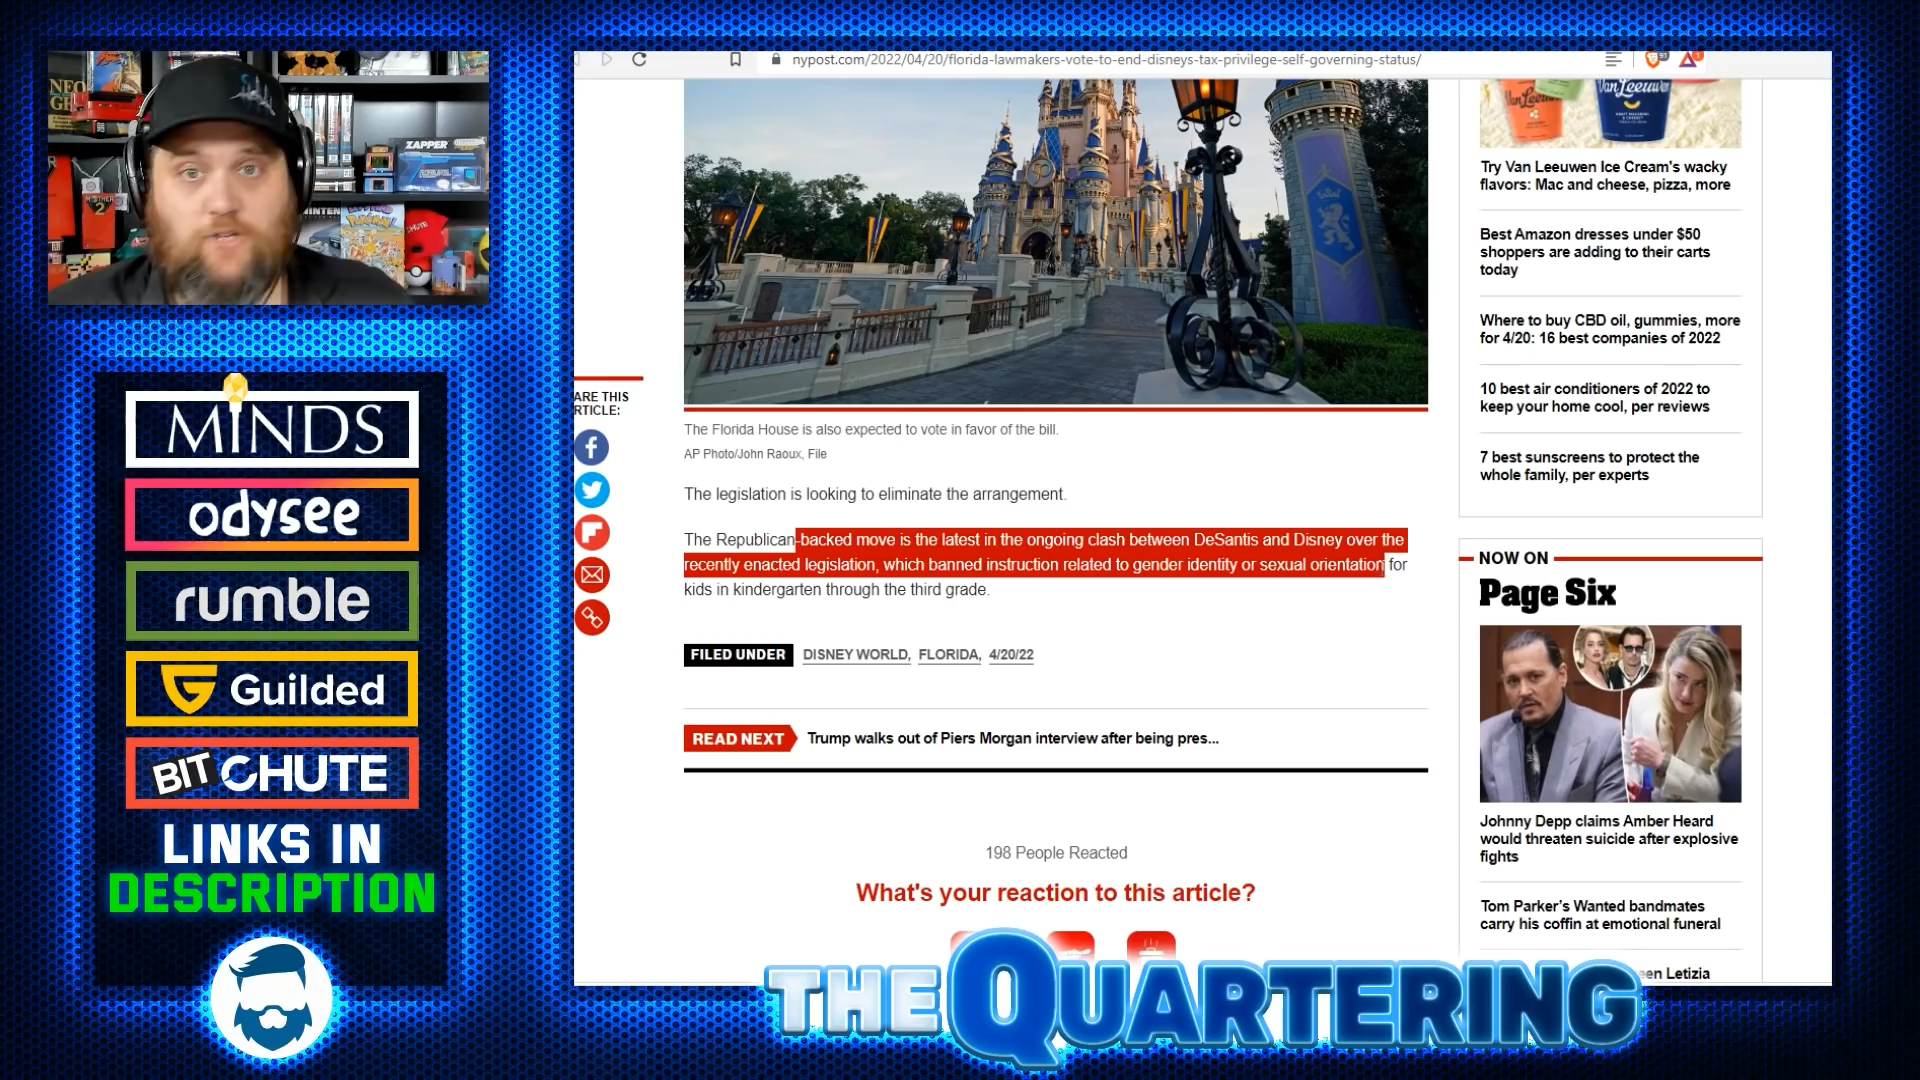 NEO
ZAPPER
MOTHER
2
nypost.com/2022/04/20/florida-lawmakers-vote-to-end-disneys-tax-privilege-self-governing-status/
MINDS
odysee
rumble
Guilded
BITCHUTE
LINKS IN
DESCRIPTION
ARE THIS
RTICLE:
The Florida House is also expected to vote in favor of the bill.
AP Photo/John Raoux, File
The legislation is looking to eliminate the arrangement.
The Republican-backed move is the latest in the ongoing clash between DeSantis and Disney over the
recently enacted legislation, which banned instruction related to gender identity or sexual orientation for
kids in kindergarten through the third grade.
FILED UNDER DISNEY WORLD, FLORIDA, 4/20/22
READ NEXT Trump walks out of Piers Morgan interview after being pres...
198 People Reacted
What's your reaction to this article?
Van Leeuwen
Try Van Leeuwen Ice Cream's wacky
flavors: Mac and cheese, pizza, more
Best Amazon dresses under $50
shoppers are adding to their carts
today
Where to buy CBD oil, gummies, more
for 4/20: 16 best companies of 2022
10 best air conditioners of 2022 to
keep your home cool, per reviews
7 best sunscreens to protect the
whole family, per experts
NOW ON
Page Six
Johnny Depp claims Amber Heard
would threaten suicide after explosive
fights
Tom Parker's Wanted bandmates
carry his coffin at emotional funeral
een Letizia
THE QUARTERING